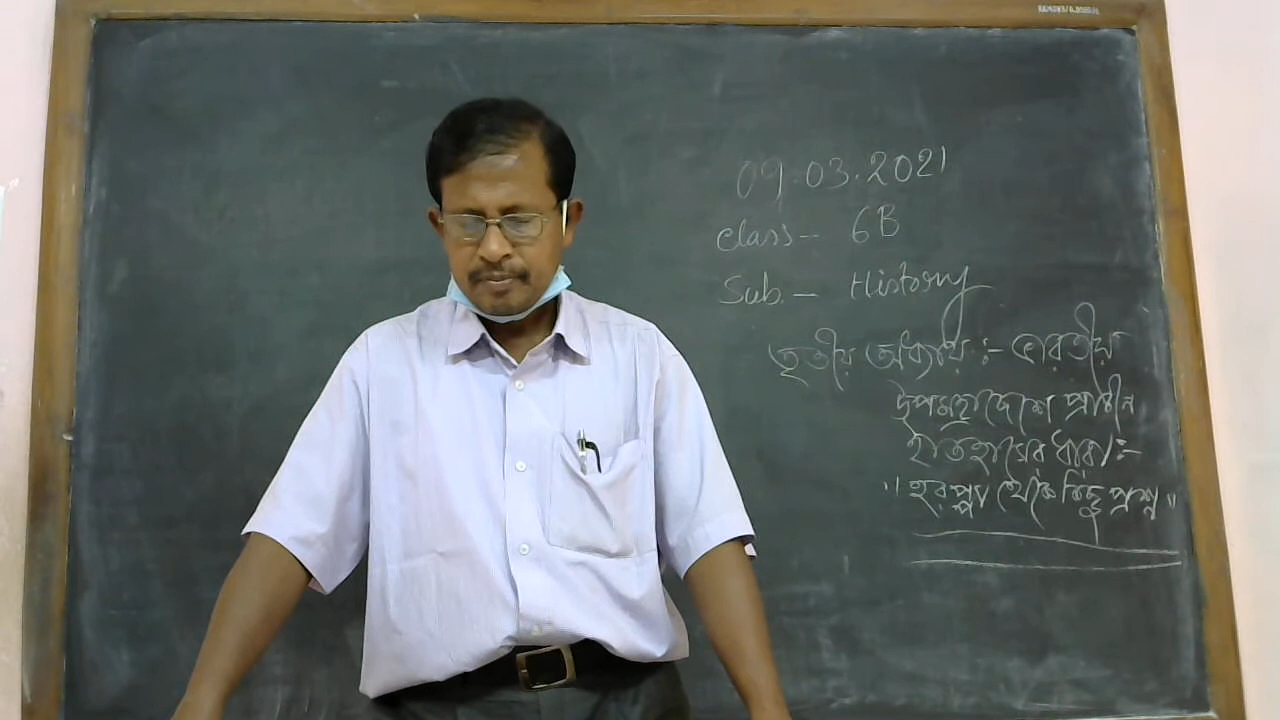 09.03.2021
Class - 6B
Sub. - History
তৃতীয় অধ্যায় :- ভারতীয়
উপমহাদেশে প্রাচীন
ইতিহাসের ধারা :-
"হরপ্পা থেকে কিছু প্রশ্ন"